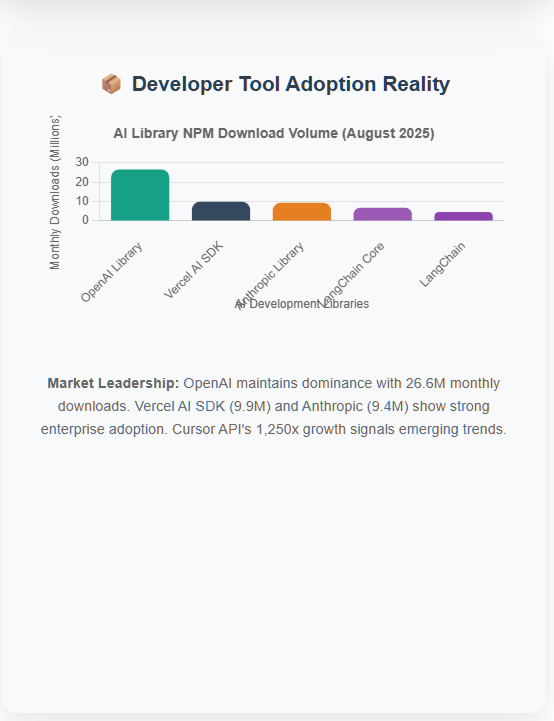 📦 Developer Tool Adoption Reality
AI Library NPM Download Volume (August 2025)
Monthly Downloads (Millions)
30
20
10
0
OpenAI Library
Vercel AI SDK
Anthropic Library
LangChain Core
LangChain
AI Development Libraries
Market Leadership: OpenAI maintains dominance with 26.6M monthly
downloads. Vercel AI SDK (9.9M) and Anthropic (9.4M) show strong
enterprise adoption. Cursor API's 1,250x growth signals emerging trends.